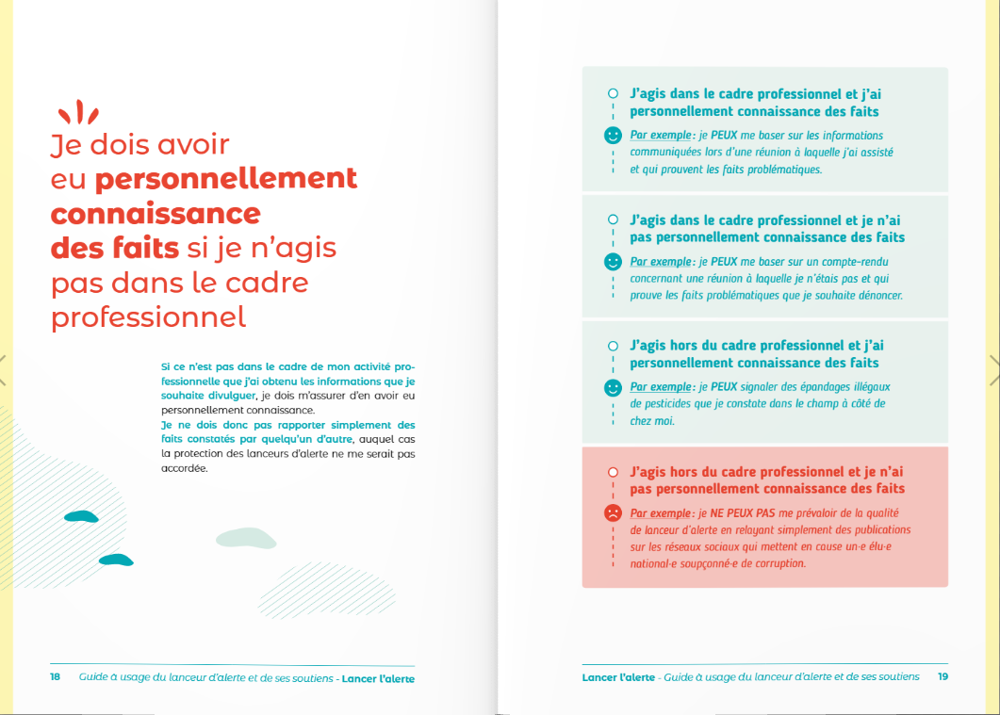 Je dois avoir
eu personnellement
connaissance
des faits si je n'agis
pas dans le cadre
professionnel
Si ce n'est pas dans le cadre de mon activité pro-
fessionnelle que j'ai obtenu les informations que je
souhaite divulguer, je dois m'assurer d'en avoir eu
personnellement connaissance.
Je ne dois donc pas rapporter simplement des
faits constatés par quelqu'un d'autre, auquel cas
la protection des lanceurs d'alerte ne me serait pas
accordée.
18 Guide à usage du lanceur d'alerte et de ses soutiens - Lancer l'alerte
J'agis dans le cadre professionnel et j'ai
personnellement connaissance des faits
Par exemple : je PEUX me baser sur les informations
communiquées lors d'une réunion à laquelle j'ai assisté
et qui prouvent les faits problématiques.
J'agis dans le cadre professionnel et je n'ai
pas personnellement connaissance des faits
Par exemple : je PEUX me baser sur un compte-rendu
concernant une réunion à laquelle je n'étais pas et qui
prouve les faits problématiques que je souhaite dénoncer.
J'agis hors du cadre professionnel et j'ai
personnellement connaissance des faits
Par exemple : je PEUX signaler des épandages illégaux
de pesticides que je constate dans le champ à côté de
chez moi.
J'agis hors du cadre professionnel et je n'ai
pas personnellement connaissance des faits
Par exemple : je NE PEUX PAS me prévaloir de la qualité
de lanceur d'alerte en relayant simplement des publications
sur les réseaux sociaux qui mettent en cause un·e élu·e
national·e soupçonné·e de corruption.
Lancer l'alerte - Guide à usage du lanceur d'alerte et de ses soutiens 19